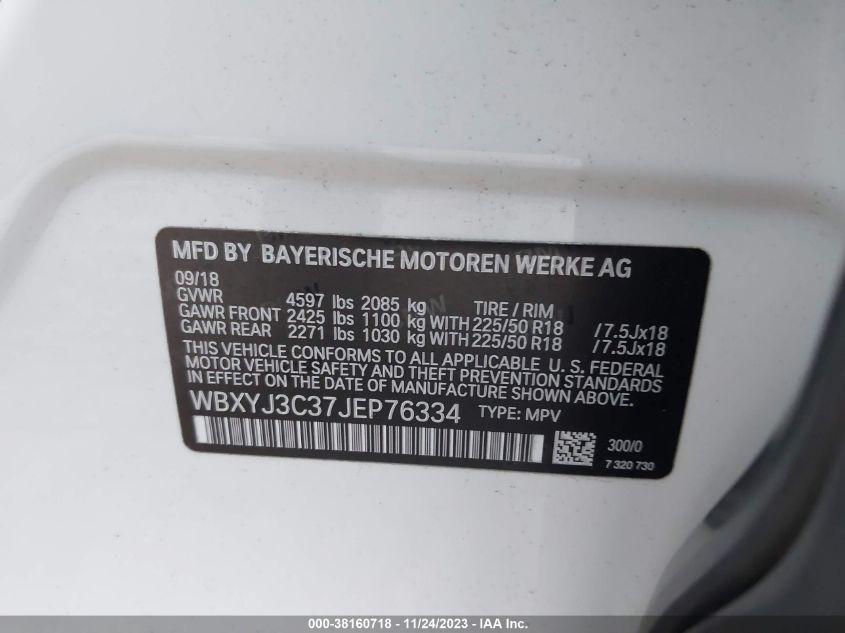 MFD BY BAYERISCHE MOTOREN WERKE AG
09/18
GVWR 4597 lbs 2085 kg TIRE / RIM
GAWR FRONT 2425 lbs 1100 kg WITH 225/50 R18 / 7.5Jx18
GAWR REAR 2271 lbs 1030 kg WITH 225/50 R18 / 7.5Jx18
THIS VEHICLE CONFORMS TO ALL APPLICABLE U. S. FEDERAL
MOTOR VEHICLE SAFETY AND THEFT PREVENTION STANDARDS
IN EFFECT ON THE DATE OF MANUFACTURE SHOWN ABOVE.
WBXYJ3C37JEP76334 TYPE: MPV
300/0
7 320 730
000-38160718 - 11/24/2023 - © IAA Inc.